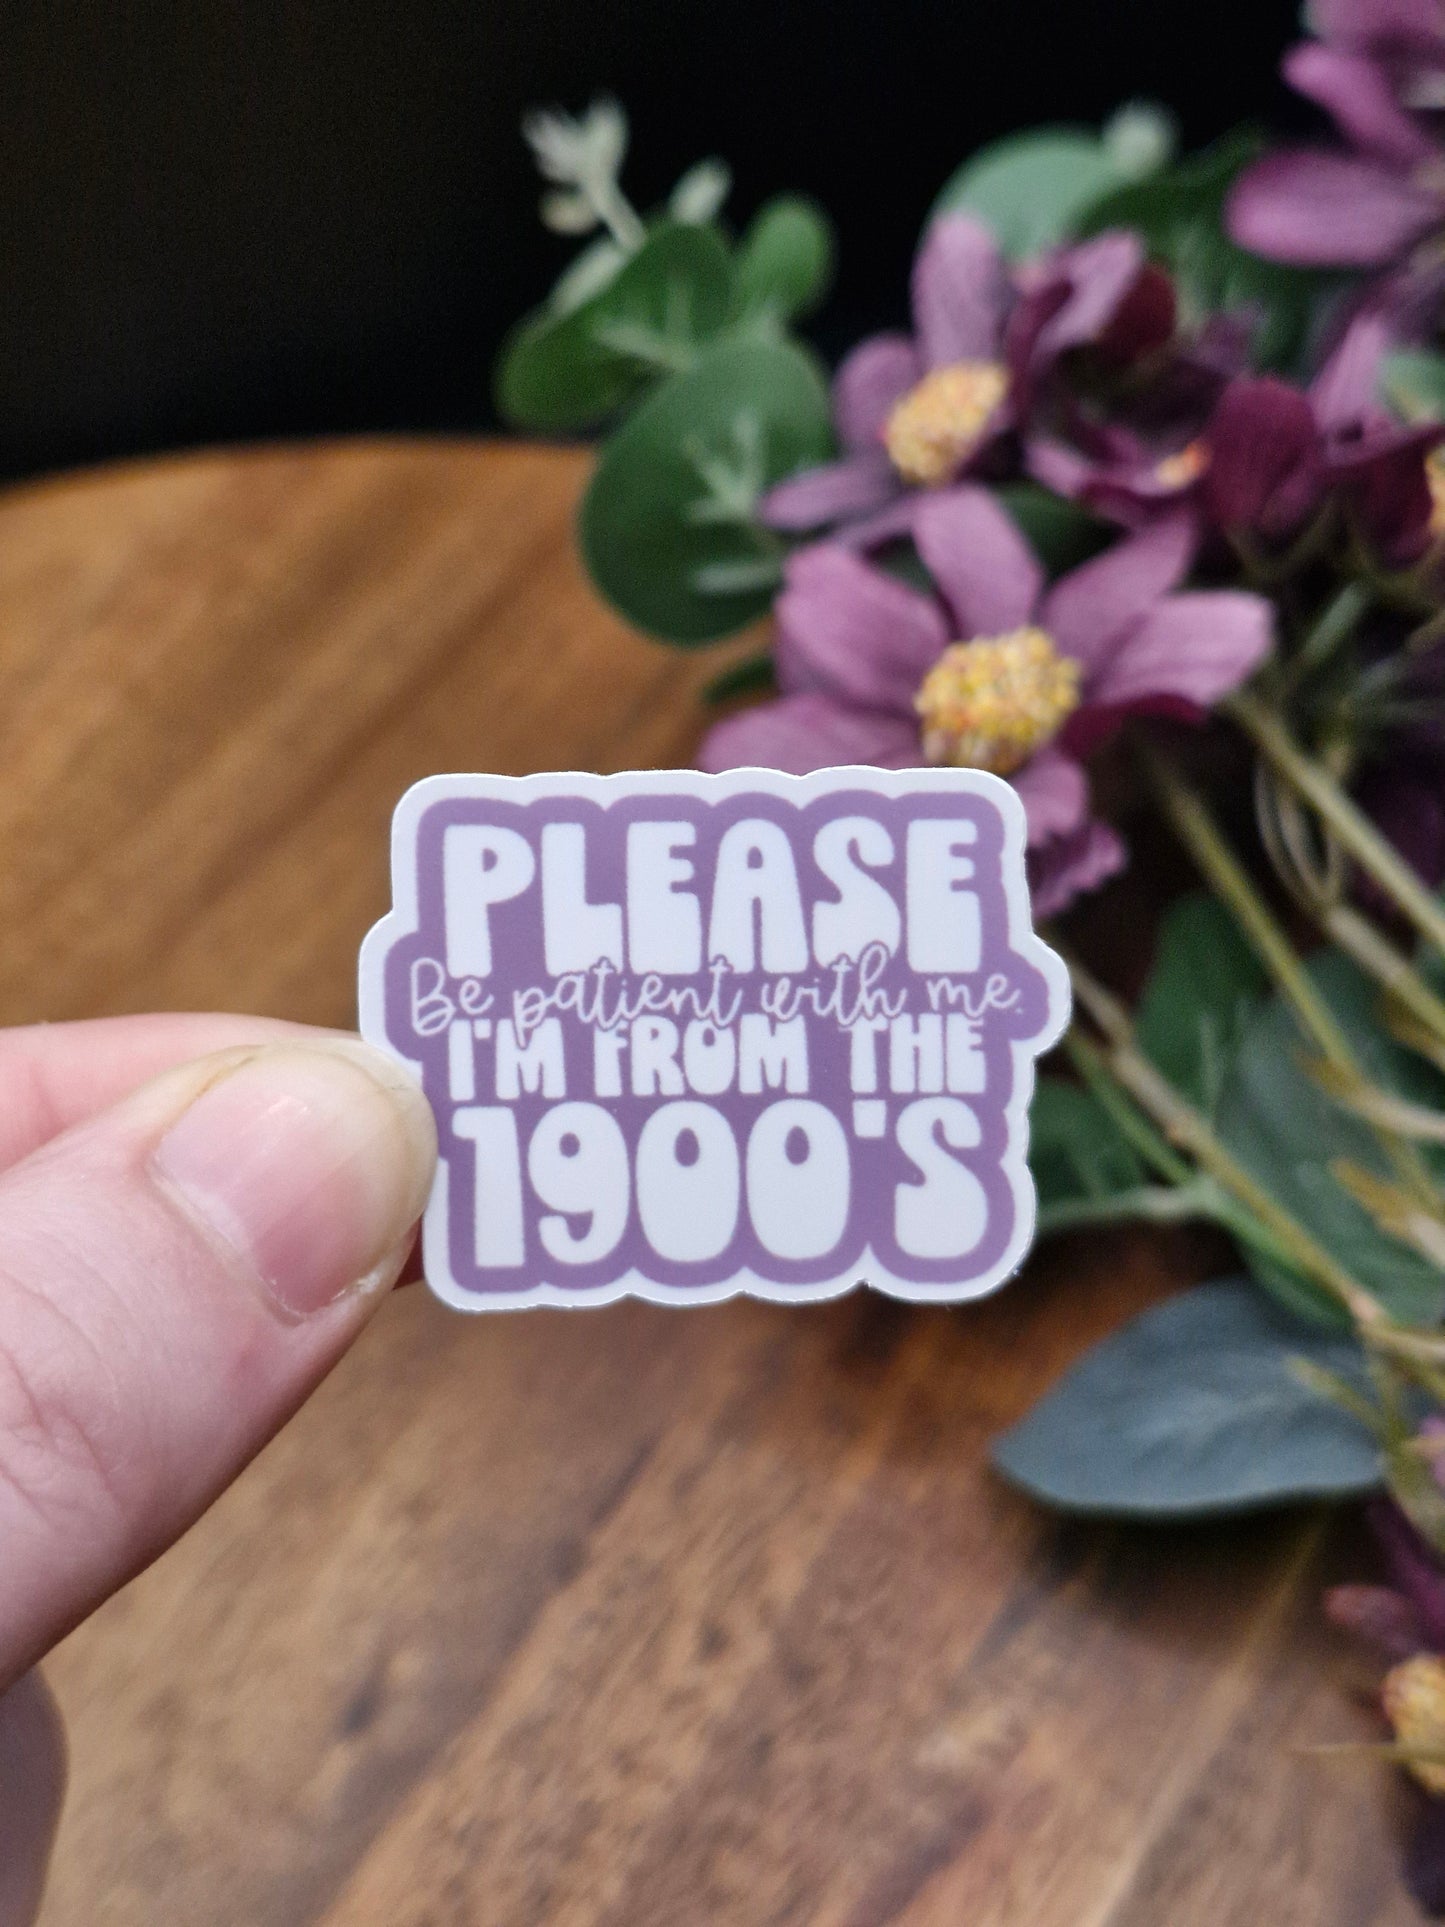 PLEASE
Be patient with me.
I'M FROM THE
1900'S